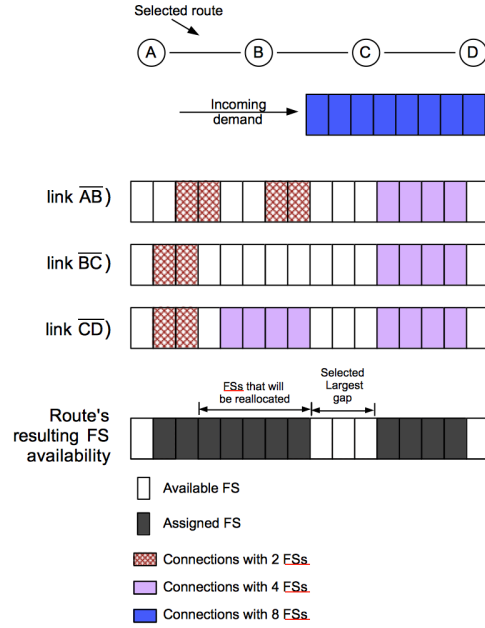 Selected route
A
B
C
D
Incoming
demand
link AB)
link BC)
link CD)
FSs that will
be reallocated
Selected
Largest
gap
Route's
resulting FS
availability
Available FS
Assigned FS
Connections with 2 FSs
Connections with 4 FSs
Connections with 8 FSs